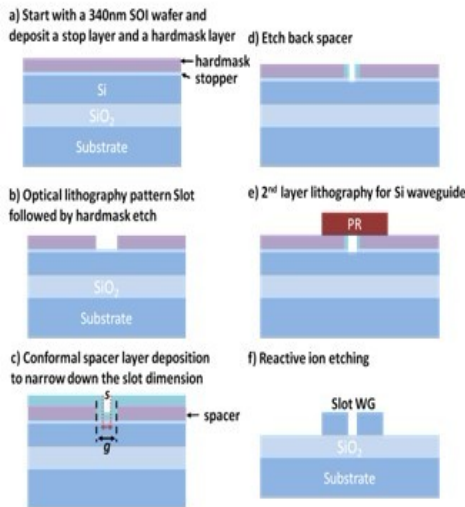 a) Start with a 340nm SOI wafer and
deposit a stop layer and a hardmask layer
hardmask
stopper
Si
SiO₂
Substrate
b) Optical lithography pattern Slot
followed by hardmask etch
SiO₂
Substrate
c) Conformal spacer layer deposition
to narrow down the slot dimension
s
spacer
g
d) Etch back spacer
e) 2nd layer lithography for Si waveguide
PR
f) Reactive ion etching
Slot WG
SiO₂
Substrate